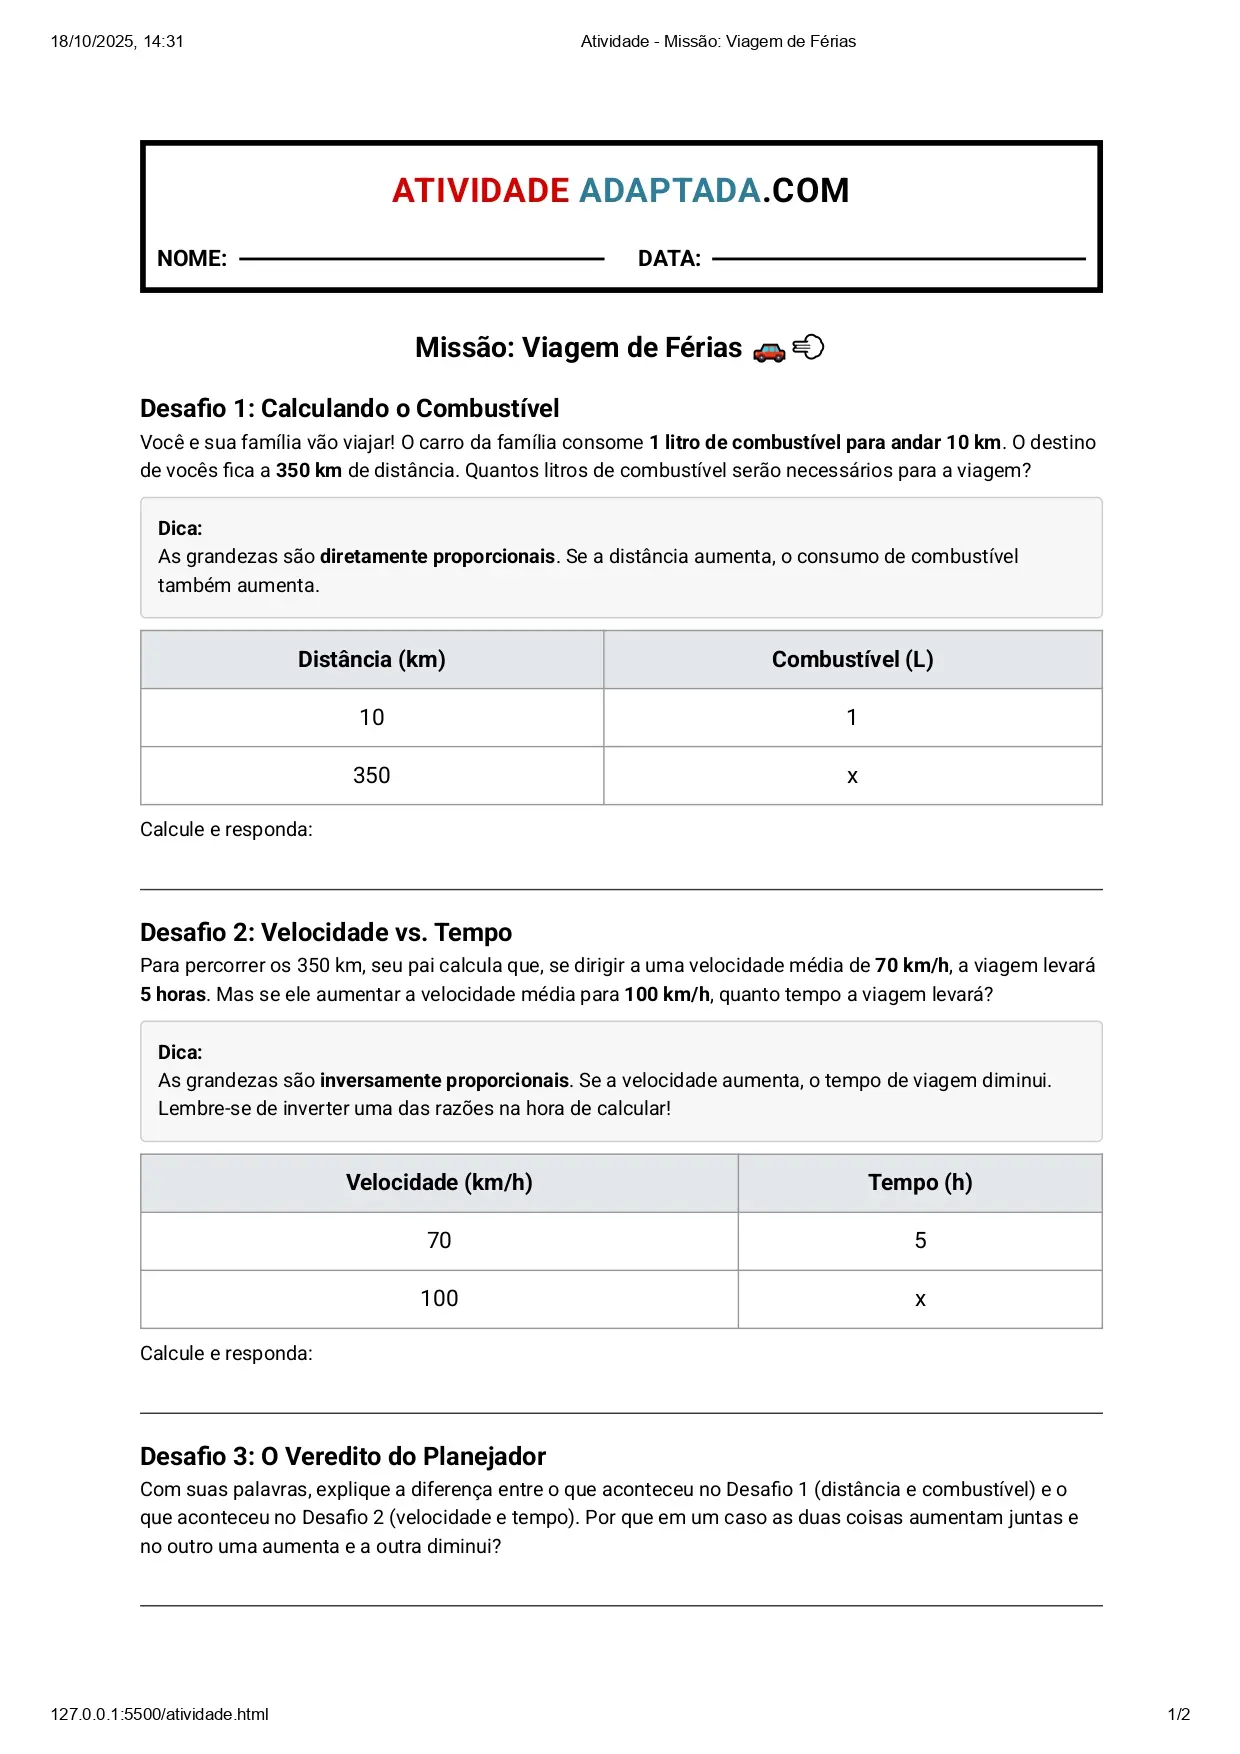 18/10/2025, 14:31
Atividade - Missão: Viagem de Férias
ATIVIDADE ADAPTADA.COM
NOME:
DATA:
Missão: Viagem de Férias
Desafio 1: Calculando o Combustível
Você e sua família vão viajar! O carro da família consome 1 litro de combustível para andar 10 km. O destino
de vocês fica a 350 km de distância. Quantos litros de combustível serão necessários para a viagem?
Dica:
As grandezas são diretamente proporcionais. Se a distância aumenta, o consumo de combustível
também aumenta.
Distância (km) Combustível (L)
10 1
350 x
Calcule e responda:
Desafio 2: Velocidade vs. Tempo
Para percorrer os 350 km, seu pai calcula que, se dirigir a uma velocidade média de 70 km/h, a viagem levará
5 horas. Mas se ele aumentar a velocidade média para 100 km/h, quanto tempo a viagem levará?
Dica:
As grandezas são inversamente proporcionais. Se a velocidade aumenta, o tempo de viagem diminui.
Lembre-se de inverter uma das razões na hora de calcular!
Velocidade (km/h) Tempo (h)
70 5
100 x
Calcule e responda:
Desafio 3: O Veredito do Planejador
Com suas palavras, explique a diferença entre o que aconteceu no Desafio 1 (distância e combustível) e o
que aconteceu no Desafio 2 (velocidade e tempo). Por que em um caso as duas coisas aumentam juntas e
no outro uma aumenta e a outra diminui?
127.0.0.1:5500/atividade.html
1/2